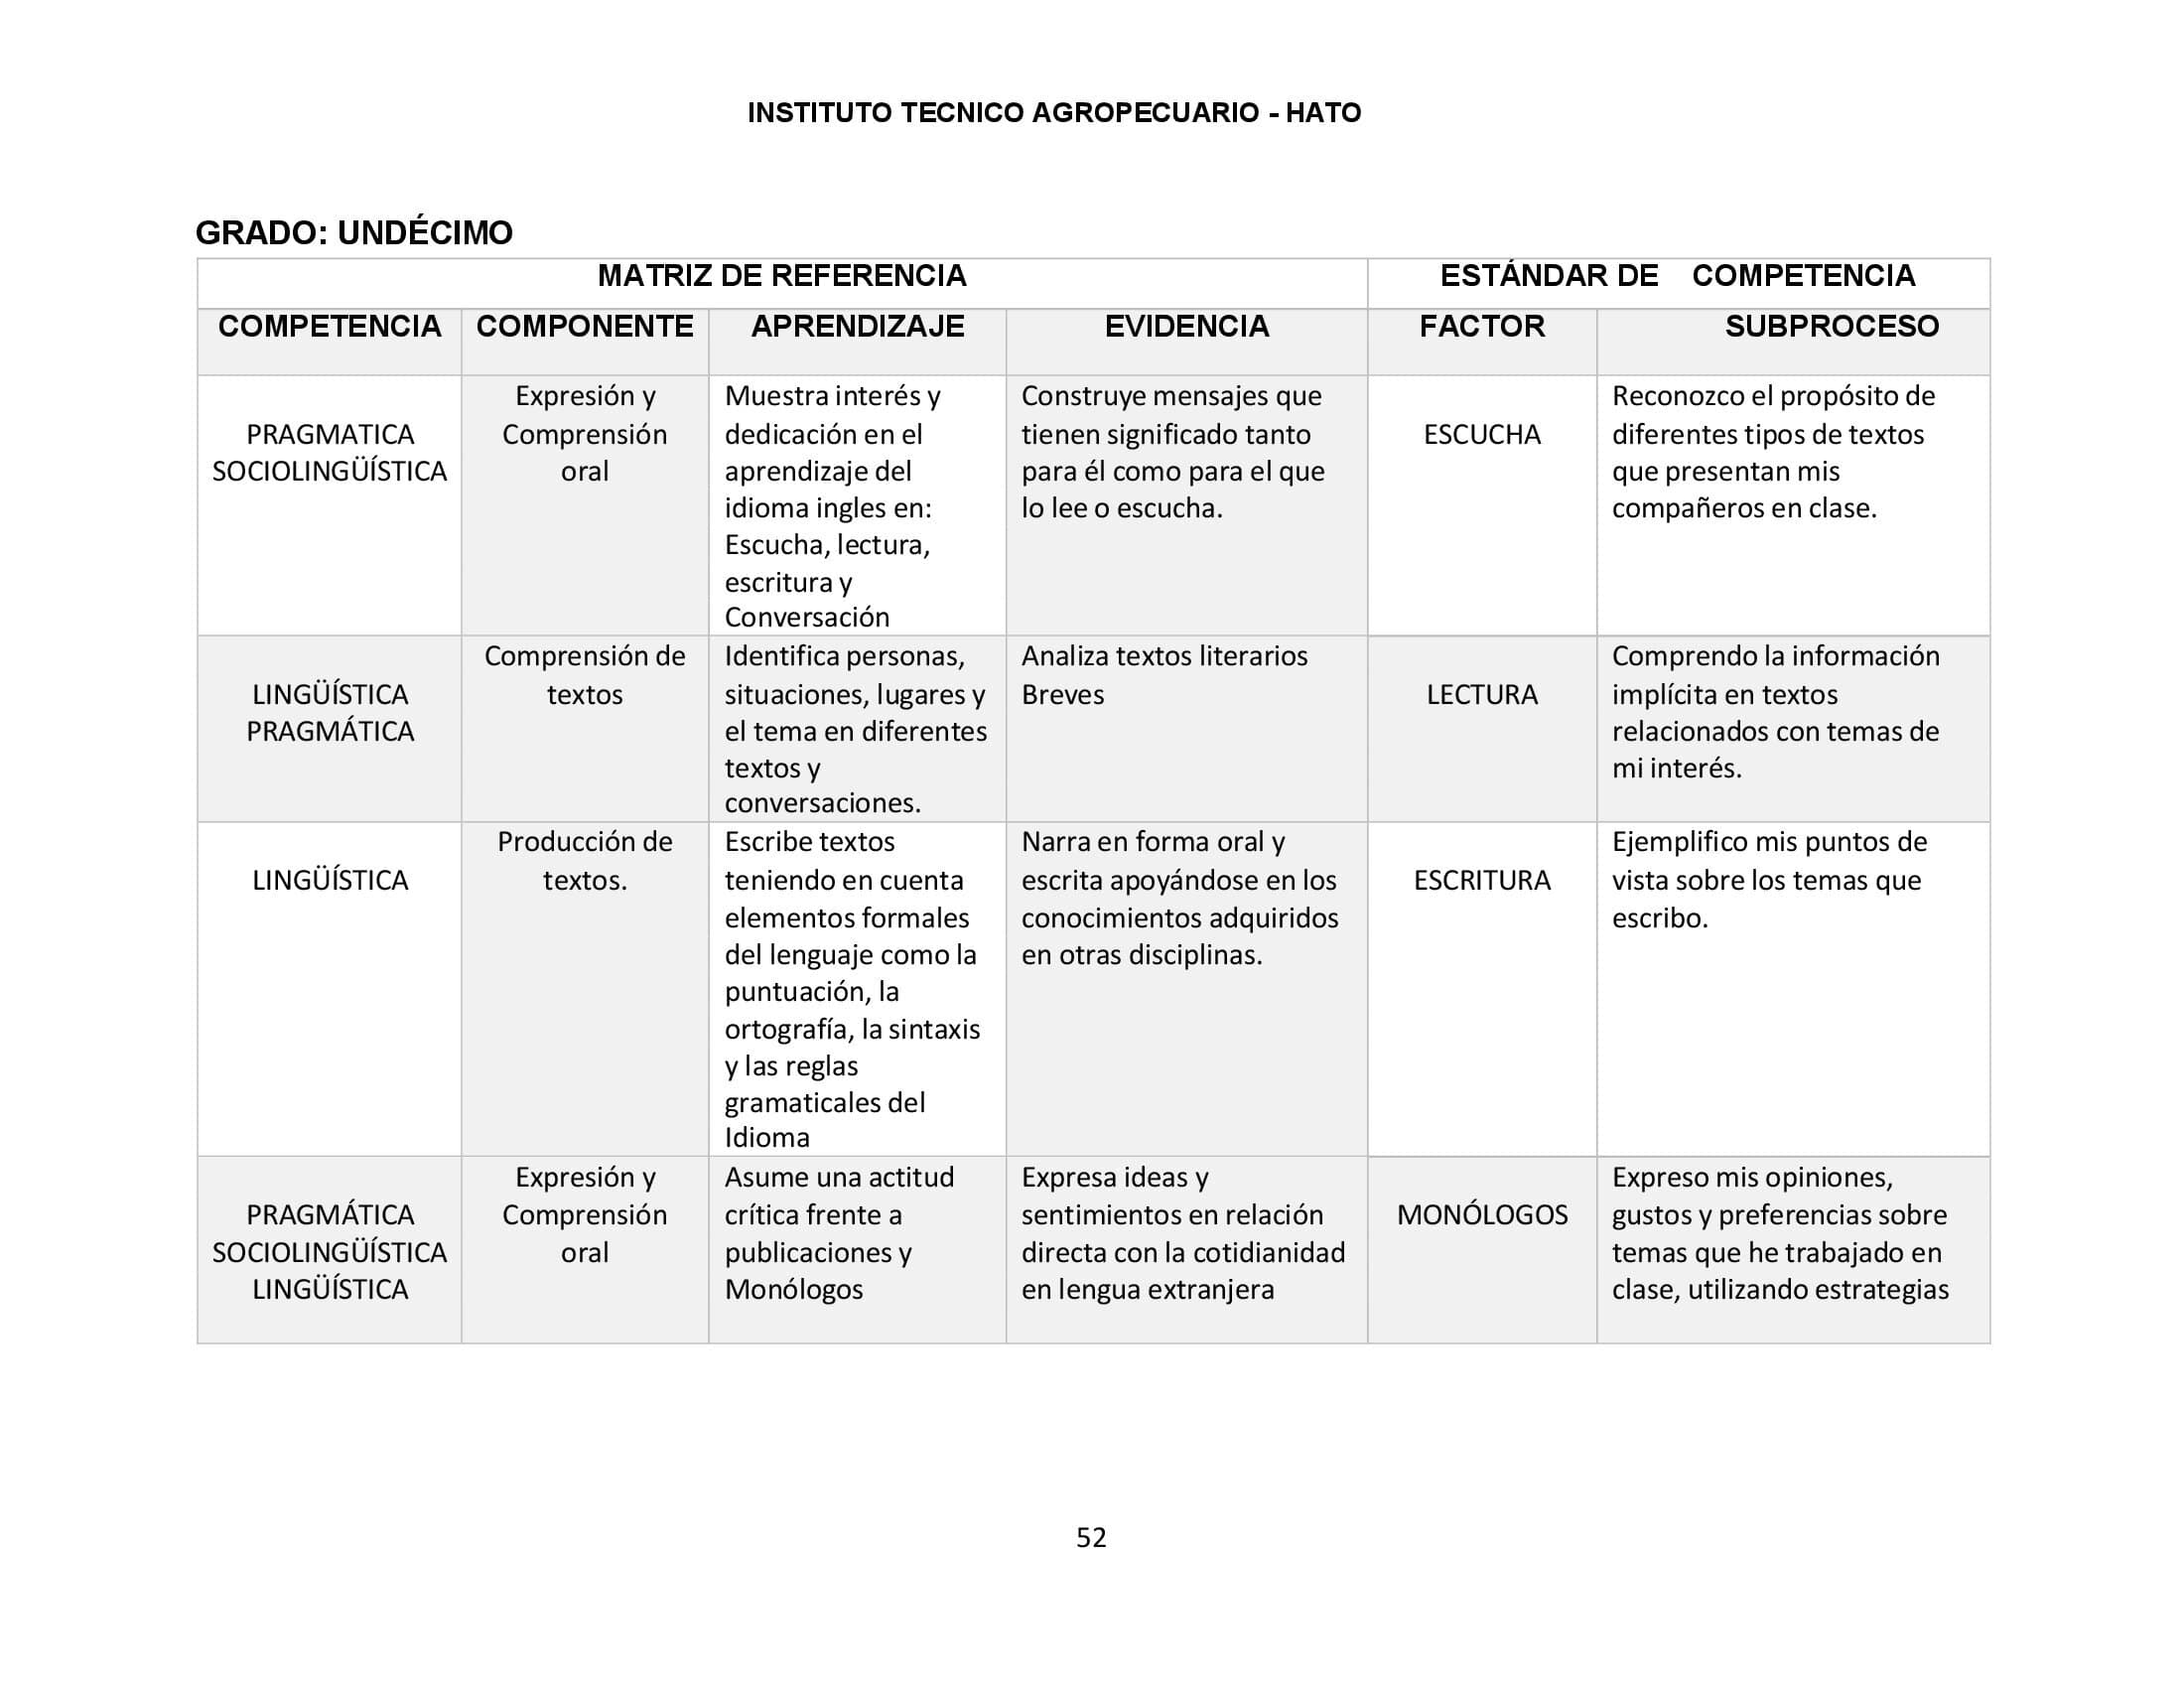 INSTITUTO TECNICO AGROPECUARIO - HATO
GRADO: UNDÉCIMO
MATRIZ DE REFERENCIA
ESTÁNDAR DE COMPETENCIA
COMPETENCIA
COMPONENTE
APRENDIZAJE
EVIDENCIA
FACTOR
SUBPROCESO
PRAGMATICA
SOCIOLINGÜÍSTICA
Expresión y
Comprensión
oral
Muestra interés y
dedicación en el
aprendizaje del
idioma ingles en:
Escucha, lectura,
escritura y
Conversación
Construye mensajes que
tienen significado tanto
para él como para el que
lo lee o escucha.
ESCUCHA
Reconozco el propósito de
diferentes tipos de textos
que presentan mis
compañeros en clase.
LINGÜÍSTICA
PRAGMÁTICA
Comprensión de
textos
Identifica personas,
situaciones, lugares y
el tema en diferentes
textos y
conversaciones.
Analiza textos literarios
Breves
LECTURA
Comprendo la información
implícita en textos
relacionados con temas de
mi interés.
LINGÜÍSTICA
Producción de
textos.
Escribe textos
teniendo en cuenta
elementos formales
del lenguaje como la
puntuación, la
ortografía, la sintaxis
y las reglas
gramaticales del
Idioma
Narra en forma oral y
escrita apoyándose en los
conocimientos adquiridos
en otras disciplinas.
ESCRITURA
Ejemplifico mis puntos de
vista sobre los temas que
escribo.
PRAGMÁTICA
SOCIOLINGÜÍSTICA
LINGÜÍSTICA
Expresión y
Comprensión
oral
Asume una actitud
crítica frente a
publicaciones y
Monólogos
Expresa ideas y
sentimientos en relación
directa con la cotidianidad
en lengua extranjera
MONÓLOGOS
Expreso mis opiniones,
gustos y preferencias sobre
temas que he trabajado en
clase, utilizando estrategias
52